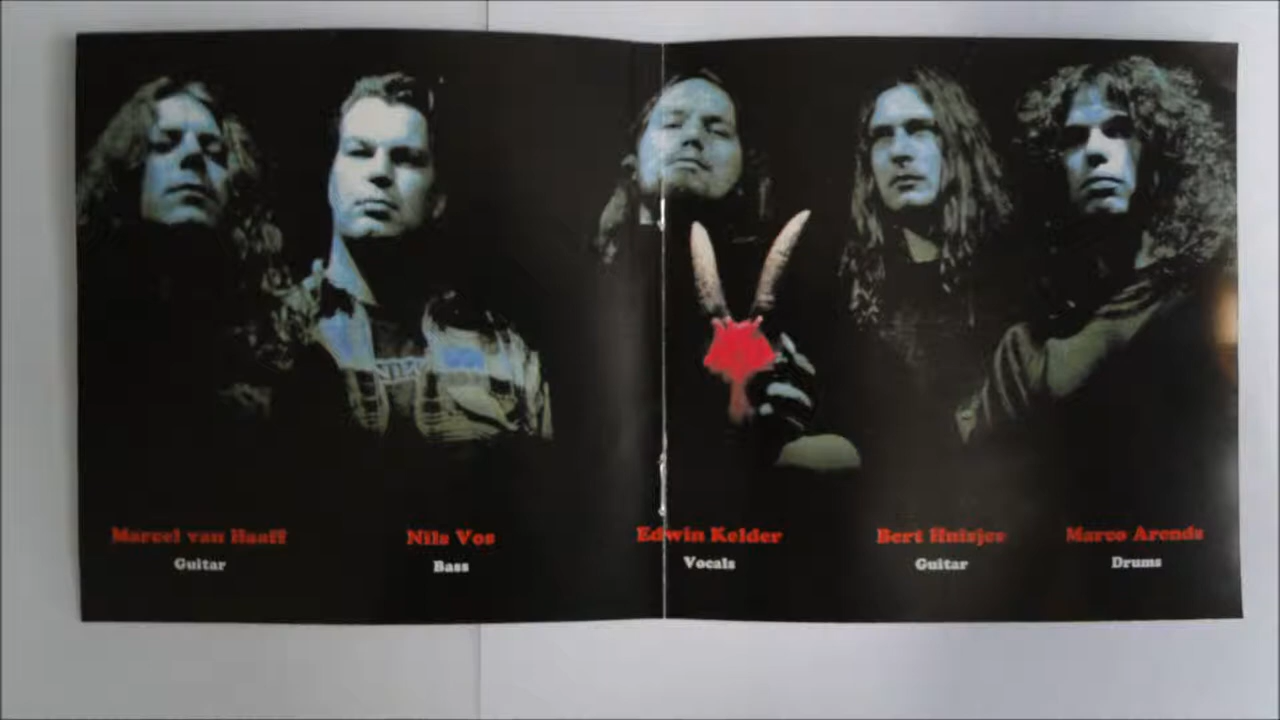 Marcel van Haaff
Guitar
Nils Vos
Bass
Edwin Kelder
Vocals
Bert Huisjes
Guitar
Marco Arends
Drums